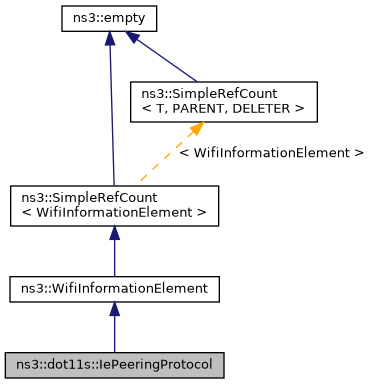 ns3::empty
ns3::SimpleRefCount
< T, PARENT, DELETER >
< WifiInformationElement >
ns3::SimpleRefCount
< WifiInformationElement >
ns3::WifiInformationElement
ns3::dot11s::IePeeringProtocol